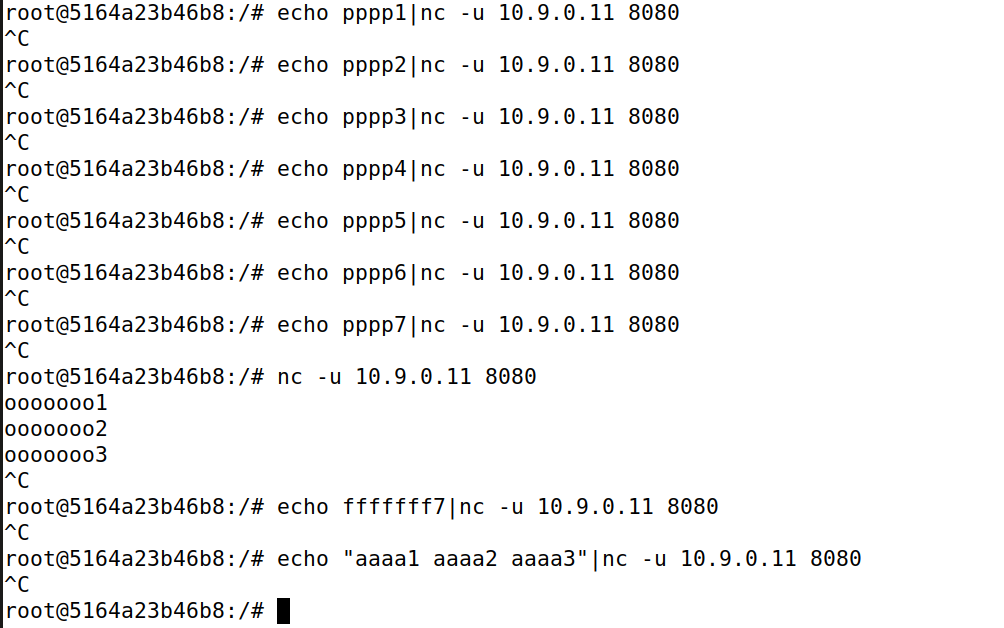 root@5164a23b46b8:/# echo pppp1|nc -u 10.9.0.11 8080
^C
root@5164a23b46b8:/# echo pppp2|nc -u 10.9.0.11 8080
^C
root@5164a23b46b8:/# echo pppp3|nc -u 10.9.0.11 8080
^C
root@5164a23b46b8:/# echo pppp4|nc -u 10.9.0.11 8080
^C
root@5164a23b46b8:/# echo pppp5|nc -u 10.9.0.11 8080
^C
root@5164a23b46b8:/# echo pppp6|nc -u 10.9.0.11 8080
^C
root@5164a23b46b8:/# echo pppp7|nc -u 10.9.0.11 8080
^C
root@5164a23b46b8:/# nc -u 10.9.0.11 8080
ooooooo1
ooooooo2
ooooooo3
^C
root@5164a23b46b8:/# echo fffffff7|nc -u 10.9.0.11 8080
^C
root@5164a23b46b8:/# echo "aaaa1 aaaa2 aaaa3"|nc -u 10.9.0.11 8080
^C
root@5164a23b46b8:/#